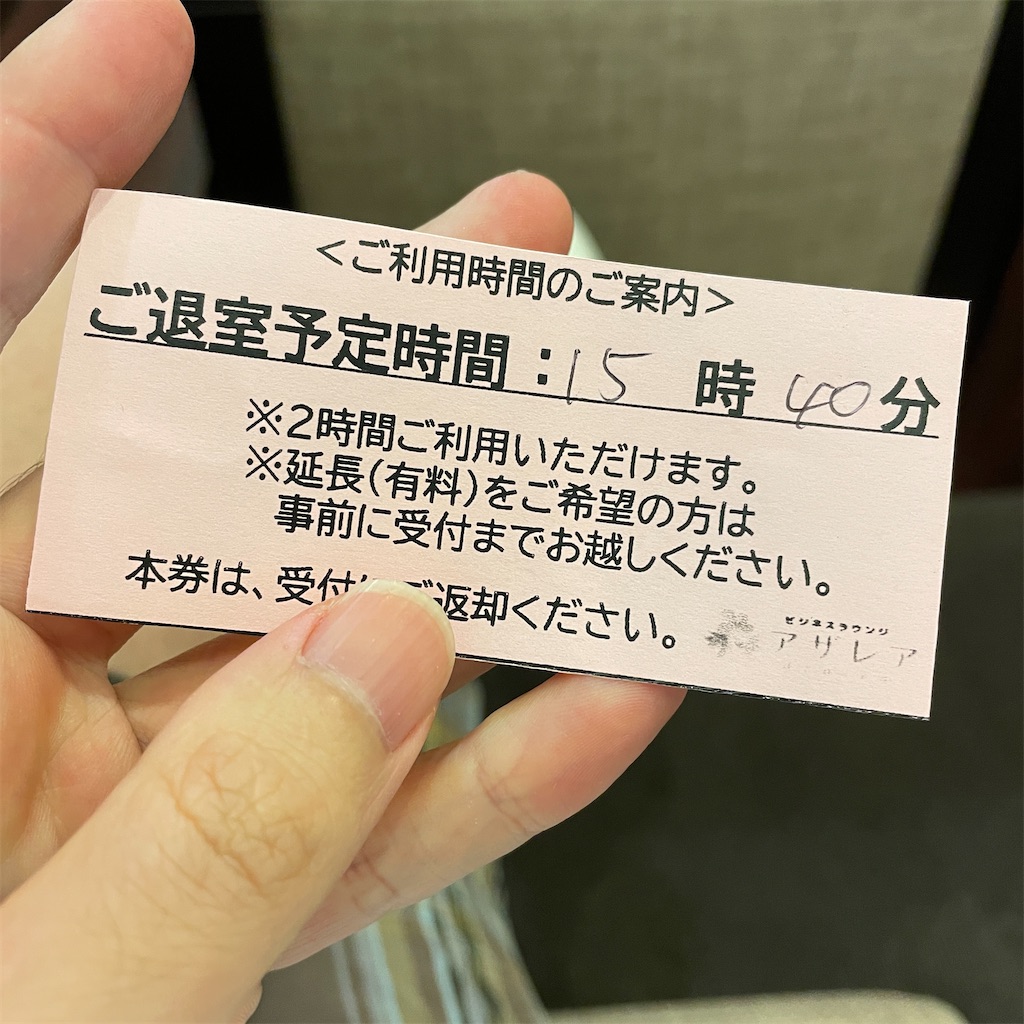 ＜ご利用時間のご案内＞
ご退室予定時間：15 時 40 分
※2時間ご利用いただけます。
※延長(有料)をご希望の方は
事前に受付までお越しください。
本券は、受付 ご返却ください。
ビジネスラウンジ
アザレア